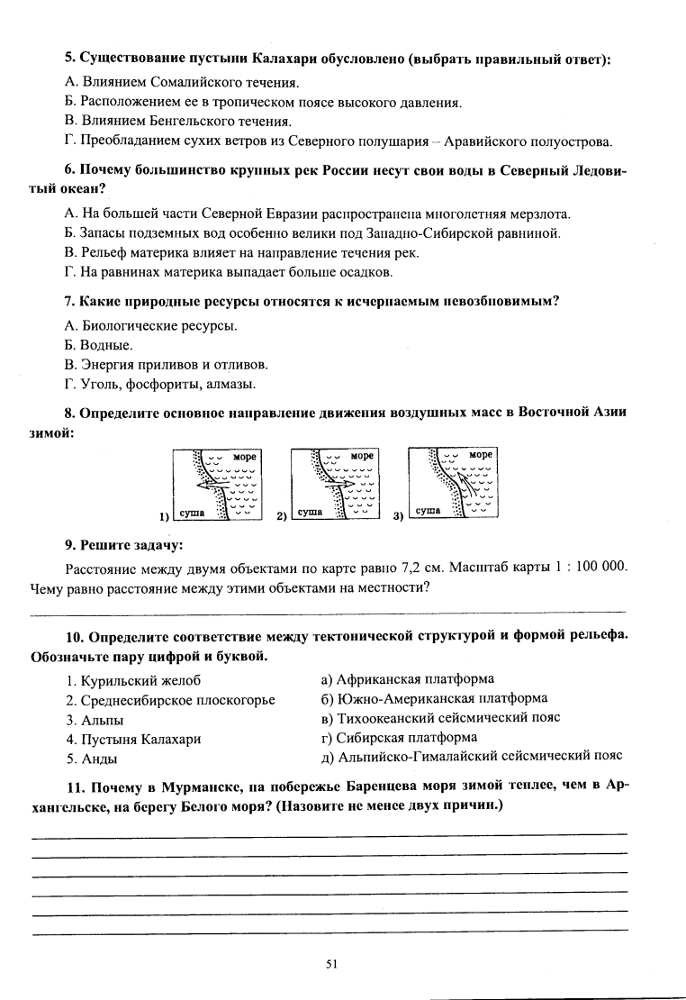 5. Существование пустыни Калахари обусловлено (выбрать правильный ответ):
А. Влиянием Сомалийского течения.
Б. Расположением ее в тропическом поясе высокого давления.
В. Влиянием Бенгельского течения.
Г. Преобладанием сухих ветров из Северного полушария – Аравийского полуострова.
6. Почему большинство крупных рек России несут свои воды в Северный Ледови-
тый океан?
А. На большей части Северной Евразии распространена многолетняя мерзлота.
Б. Запасы подземных вод особенно велики под Западно-Сибирской равниной.
В. Рельеф материка влияет на направление течения рек.
Г. На равнинах материка выпадает больше осадков.
7. Какие природные ресурсы относятся к исчерпаемым невозбновимым?
А. Биологические ресурсы.
Б. Водные.
В. Энергия приливов и отливов.
Г. Уголь, фосфориты, алмазы.
8. Определите основное направление движения воздушных масс в Восточной Азии
зимой:
море море море
1) суша 2) суша 3) суша
9. Решите задачу:
Расстояние между двумя объектами по карте равно 7,2 см. Масштаб карты 1 : 100 000.
Чему равно расстояние между этими объектами на местности?
10. Определите соответствие между тектонической структурой и формой рельефа.
Обозначьте пару цифрой и буквой.
1. Курильский желоб а) Африканская платформа
2. Среднесибирское плоскогорье б) Южно-Американская платформа
3. Альпы в) Тихоокеанский сейсмический пояс
4. Пустыня Калахари г) Сибирская платформа
5. Анды д) Альпийско-Гималайский сейсмический пояс
11. Почему в Мурманске, на побережье Баренцева моря зимой теплее, чем в Ар-
хангельске, на берегу Белого моря? (Назовите не менее двух причин.)
51